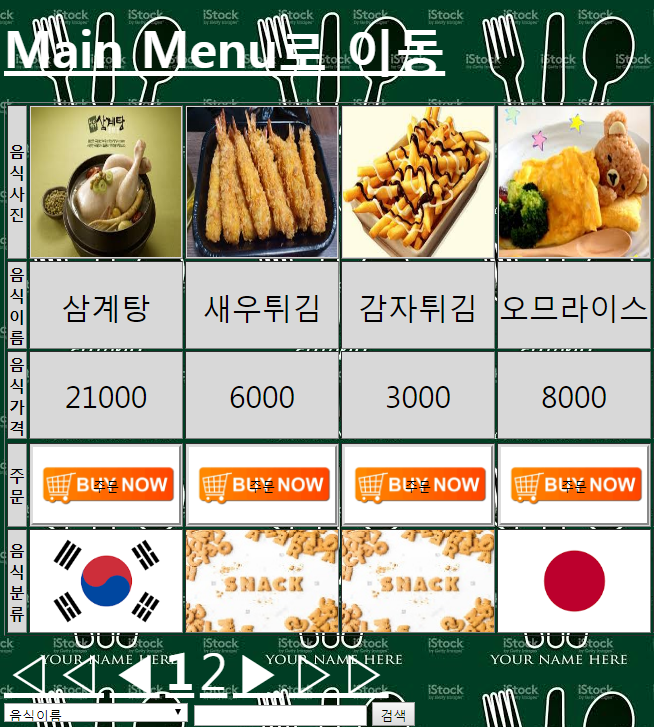 Main Menu로 이동
음식사진
삼계탕
음식이름
삼계탕
새우튀김
감자튀김
오므라이스
음식가격
21000
6000
3000
8000
주문
BUY NOW
주문
BUY NOW
주문
BUY NOW
주문
BUY NOW
주문
음식분류
SNACK
SNACK
iStock
by Getty Images
YOUR NAME HERE
YOUR NAME HERE
YOUR NAME HERE
1 2
음식이름 ▼
검색